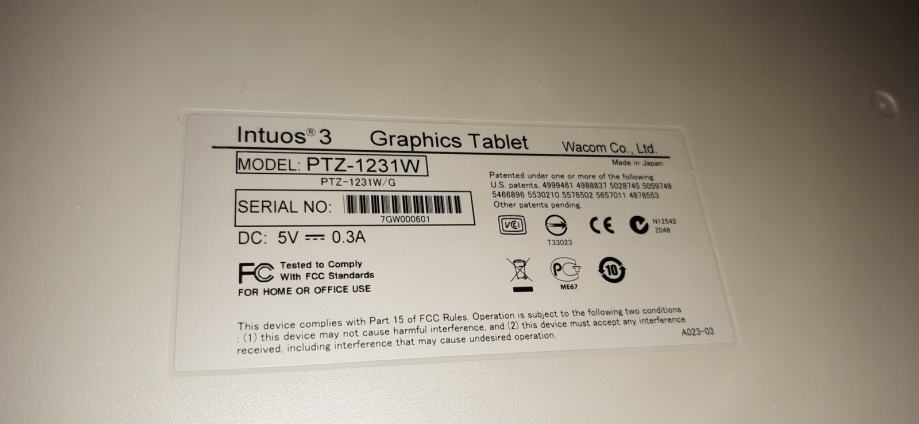 Intuos®3 Graphics Tablet Wacom Co., Ltd.
Made in Japan
MODEL: PTZ-1231W
PTZ-1231W/G
SERIAL NO:
7GW000601
DC: 5V 0.3A
FC Tested to Comply
With FCC Standards
FOR HOME OR OFFICE USE
Patented under one or more of the following
U.S. patents. 4999461 4988837 5028745 5059749
5466896 5530210 5576502 5657011 4878553
Other patents pending
VCI
T33023
CE
N12542
Z048
ME67
10
This device complies with Part 15 of FCC Rules. Operation is subject to the following two conditions
: (1) this device may not cause harmful interference, and (2) this device must accept any interference
received, including interference that may cause undesired operation.
A023-03